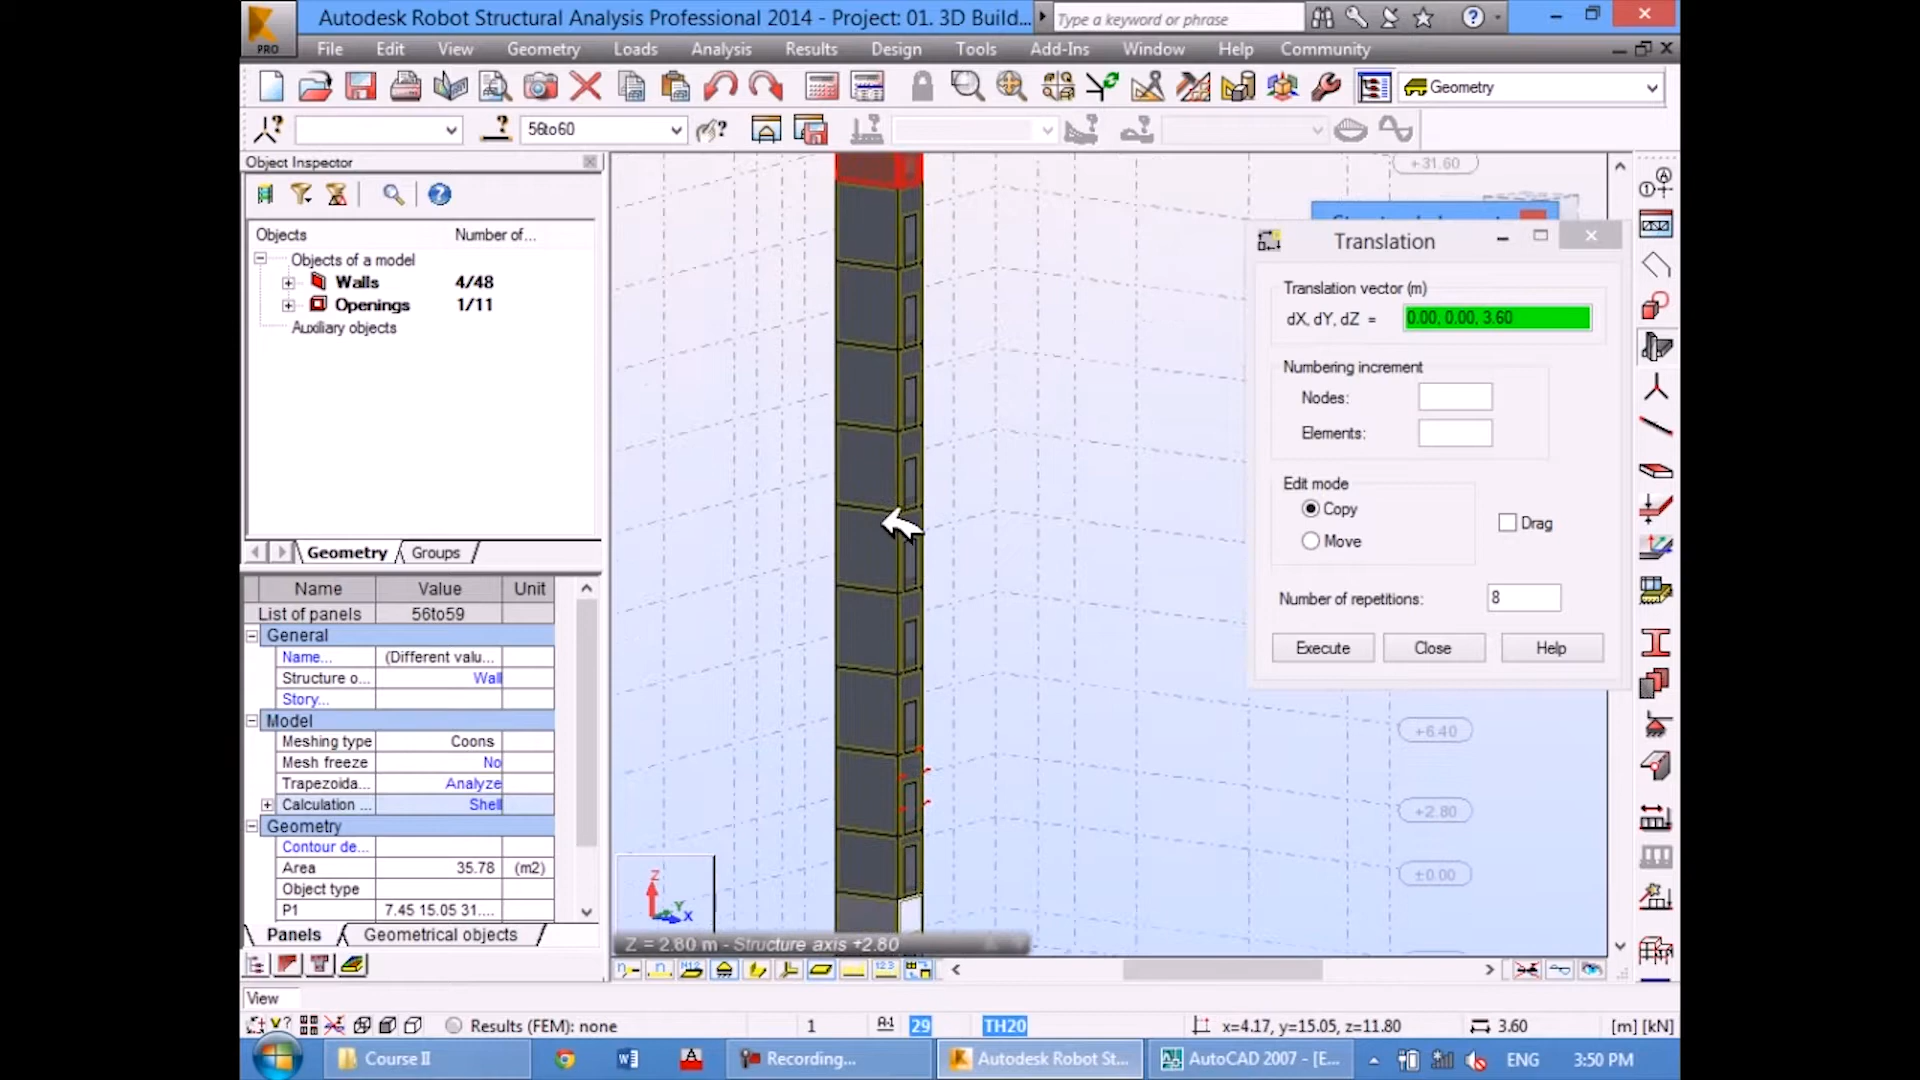 Autodesk Robot Structural Analysis Professional 2014 - Project: 01. 3D Build...
Type a keyword or phrase
PRO
File Edit View Geometry Loads Analysis Results Design Tools Add-Ins Window Help Community
Geometry
56to60
Object Inspector
Objects Number of...
Objects of a model
Walls 4/48
Openings 1/11
Auxiliary objects
Geometry Groups
Name Value Unit
List of panels 56to59
General
Name... (Different valu...
Structure o... Wall
Story...
Model
Meshing type Coons
Mesh freeze No
Trapezoida... Analyze
Calculation ... Shell
Geometry
Contour de...
Area 35.78 (m2)
Object type
P1 7.45 15.05 31....
Panels Geometrical objects
+31.60
+6.40
+2.80
±0.00
Z
Y
X
Z = 2.80 m - Structure axis +2.80
Translation
Translation vector (m)
dX, dY, dZ = 0.00, 0.00, 3.60
Numbering increment
Nodes:
Elements:
Edit mode
Copy
Move
Drag
Number of repetitions: 8
Execute Close Help
View
Results (FEM): none 1 29 TH20 x=4.17, y=15.05, z=11.80 3.60 [m] [kN]
Course II Recording... Autodesk Robot St... AutoCAD 2007 - [E... ENG 3:50 PM